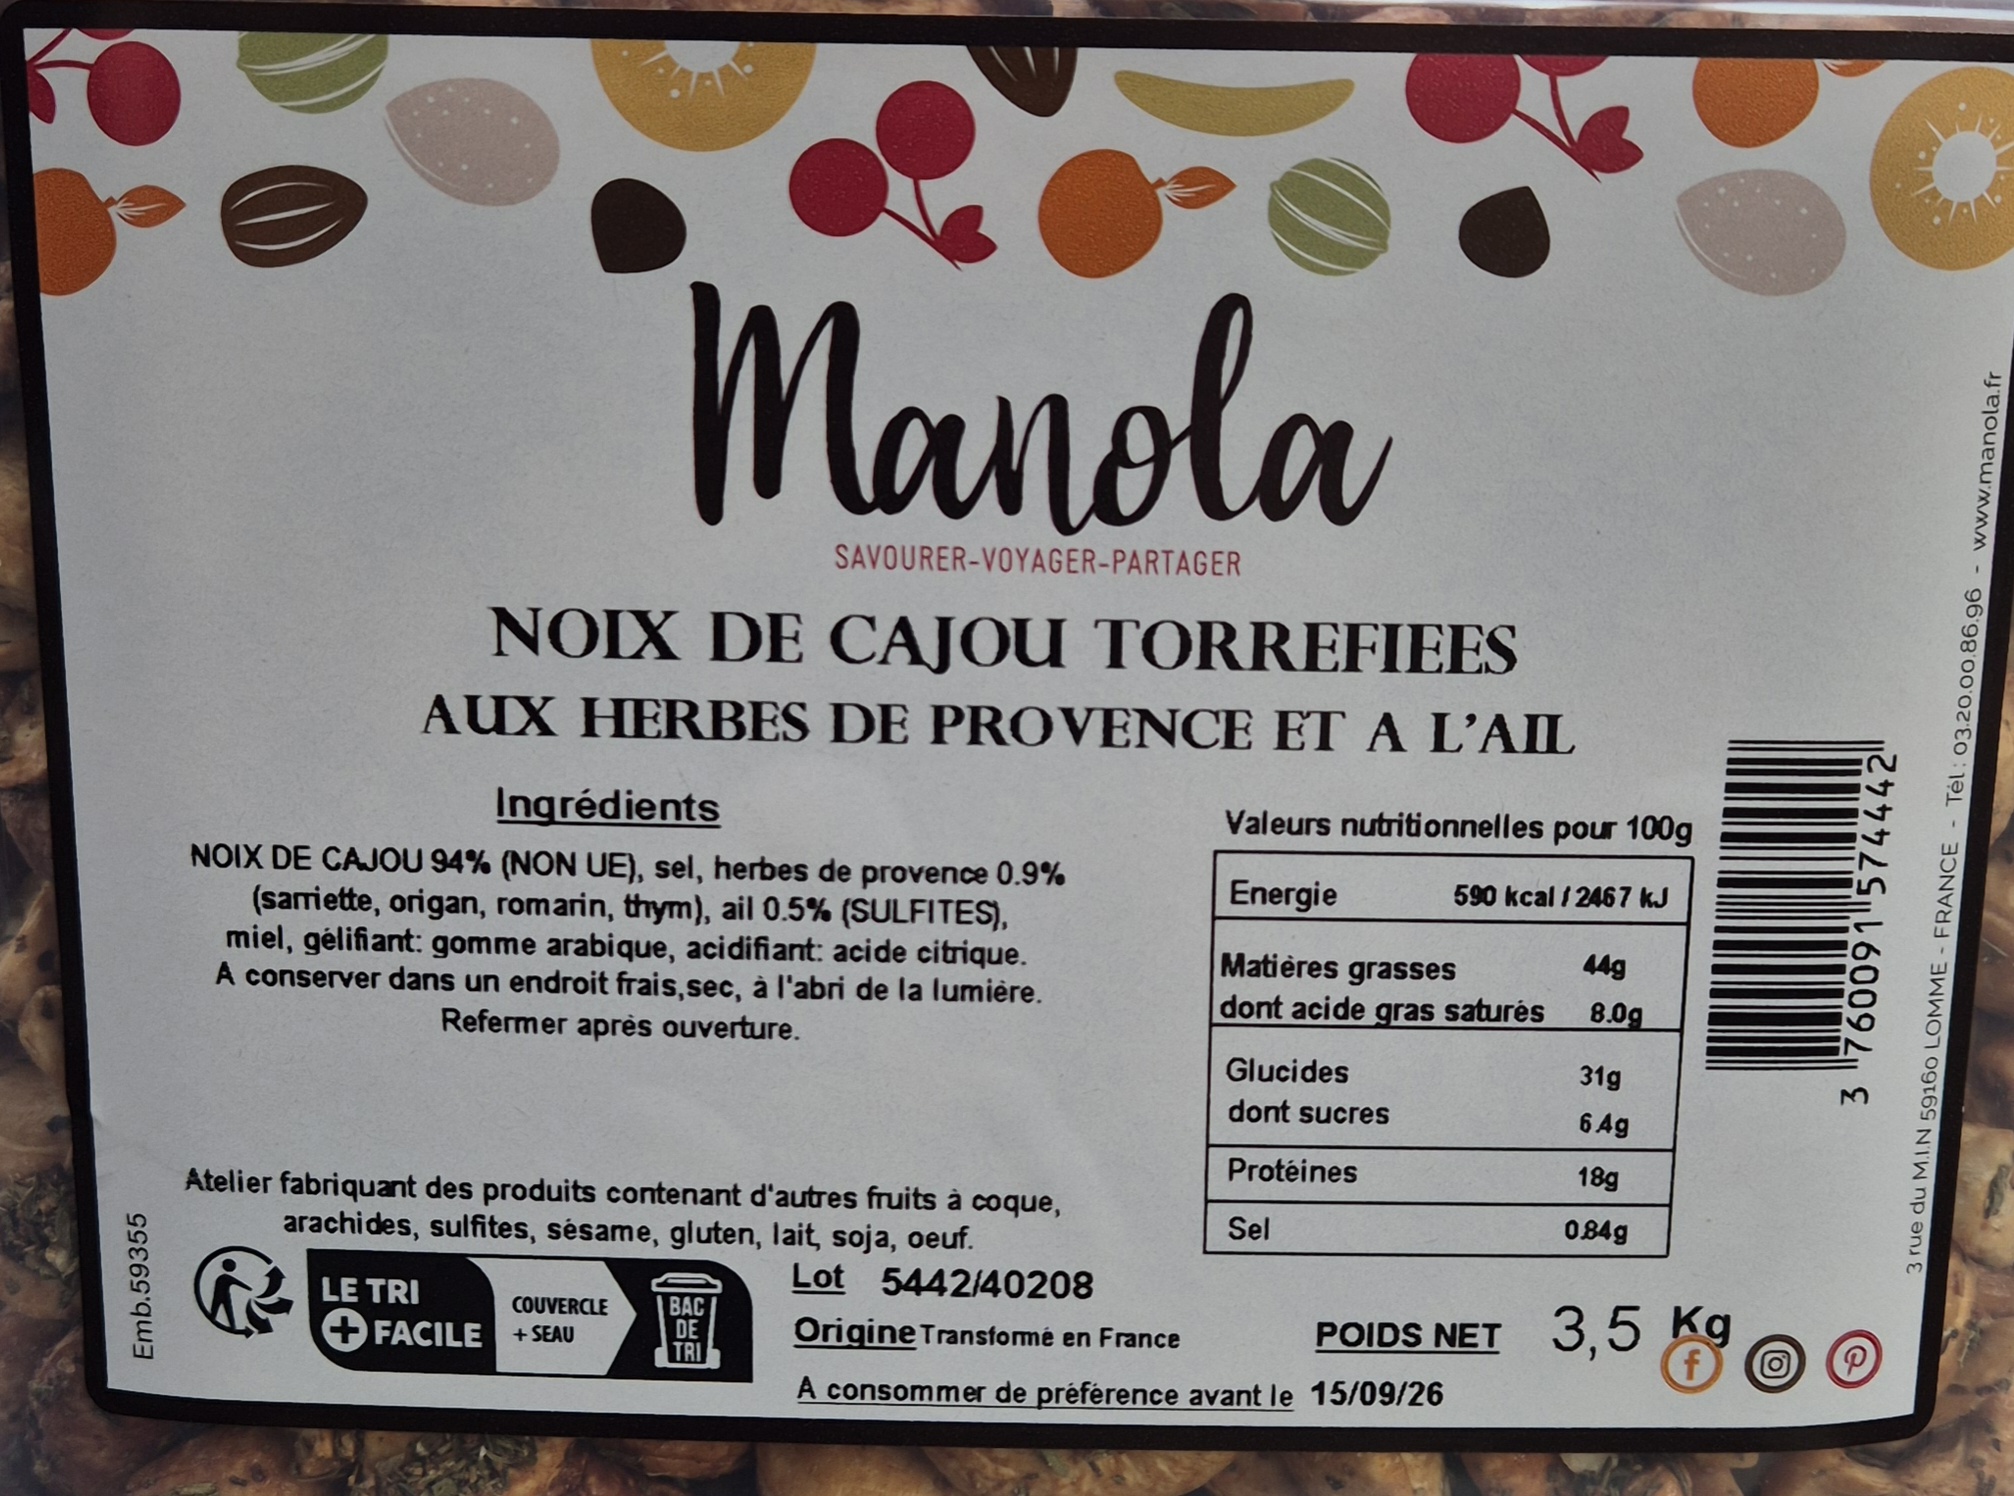 Manola
SAVOURER-VOYAGER-PARTAGER
NOIX DE CAJOU TORREFIEES
AUX HERBES DE PROVENCE ET A L'AIL
Ingrédients
NOIX DE CAJOU 94% (NON UE), sel, herbes de provence 0.9%
(sarriette, origan, romarin, thym), ail 0.5% (SULFITES),
miel, gélifiant: gomme arabique, acidifiant: acide citrique.
A conserver dans un endroit frais,sec, à l'abri de la lumière.
Refermer après ouverture.
Atelier fabriquant des produits contenant d'autres fruits à coque,
arachides, sulfites, sésame, gluten, lait, soja, oeuf.
Valeurs nutritionnelles pour 100g
Energie 590 kcal / 2467 kJ
Matières grasses 44g
dont acide gras saturés 8.0g
Glucides 31g
dont sucres 6.4g
Protéines 18g
Sel 0.84g
3 760091 574442
3 rue du M.I.N 59160 LOMME - FRANCE - Tél : 03.20.00.86.96 - www.manola.fr
Emb.59355
LE TRI
+ FACILE
COUVERCLE
+ SEAU
BAC
DE
TRI
Lot 5442/40208
Origine Transformé en France
A consommer de préférence avant le 15/09/26
POIDS NET 3,5 Kg